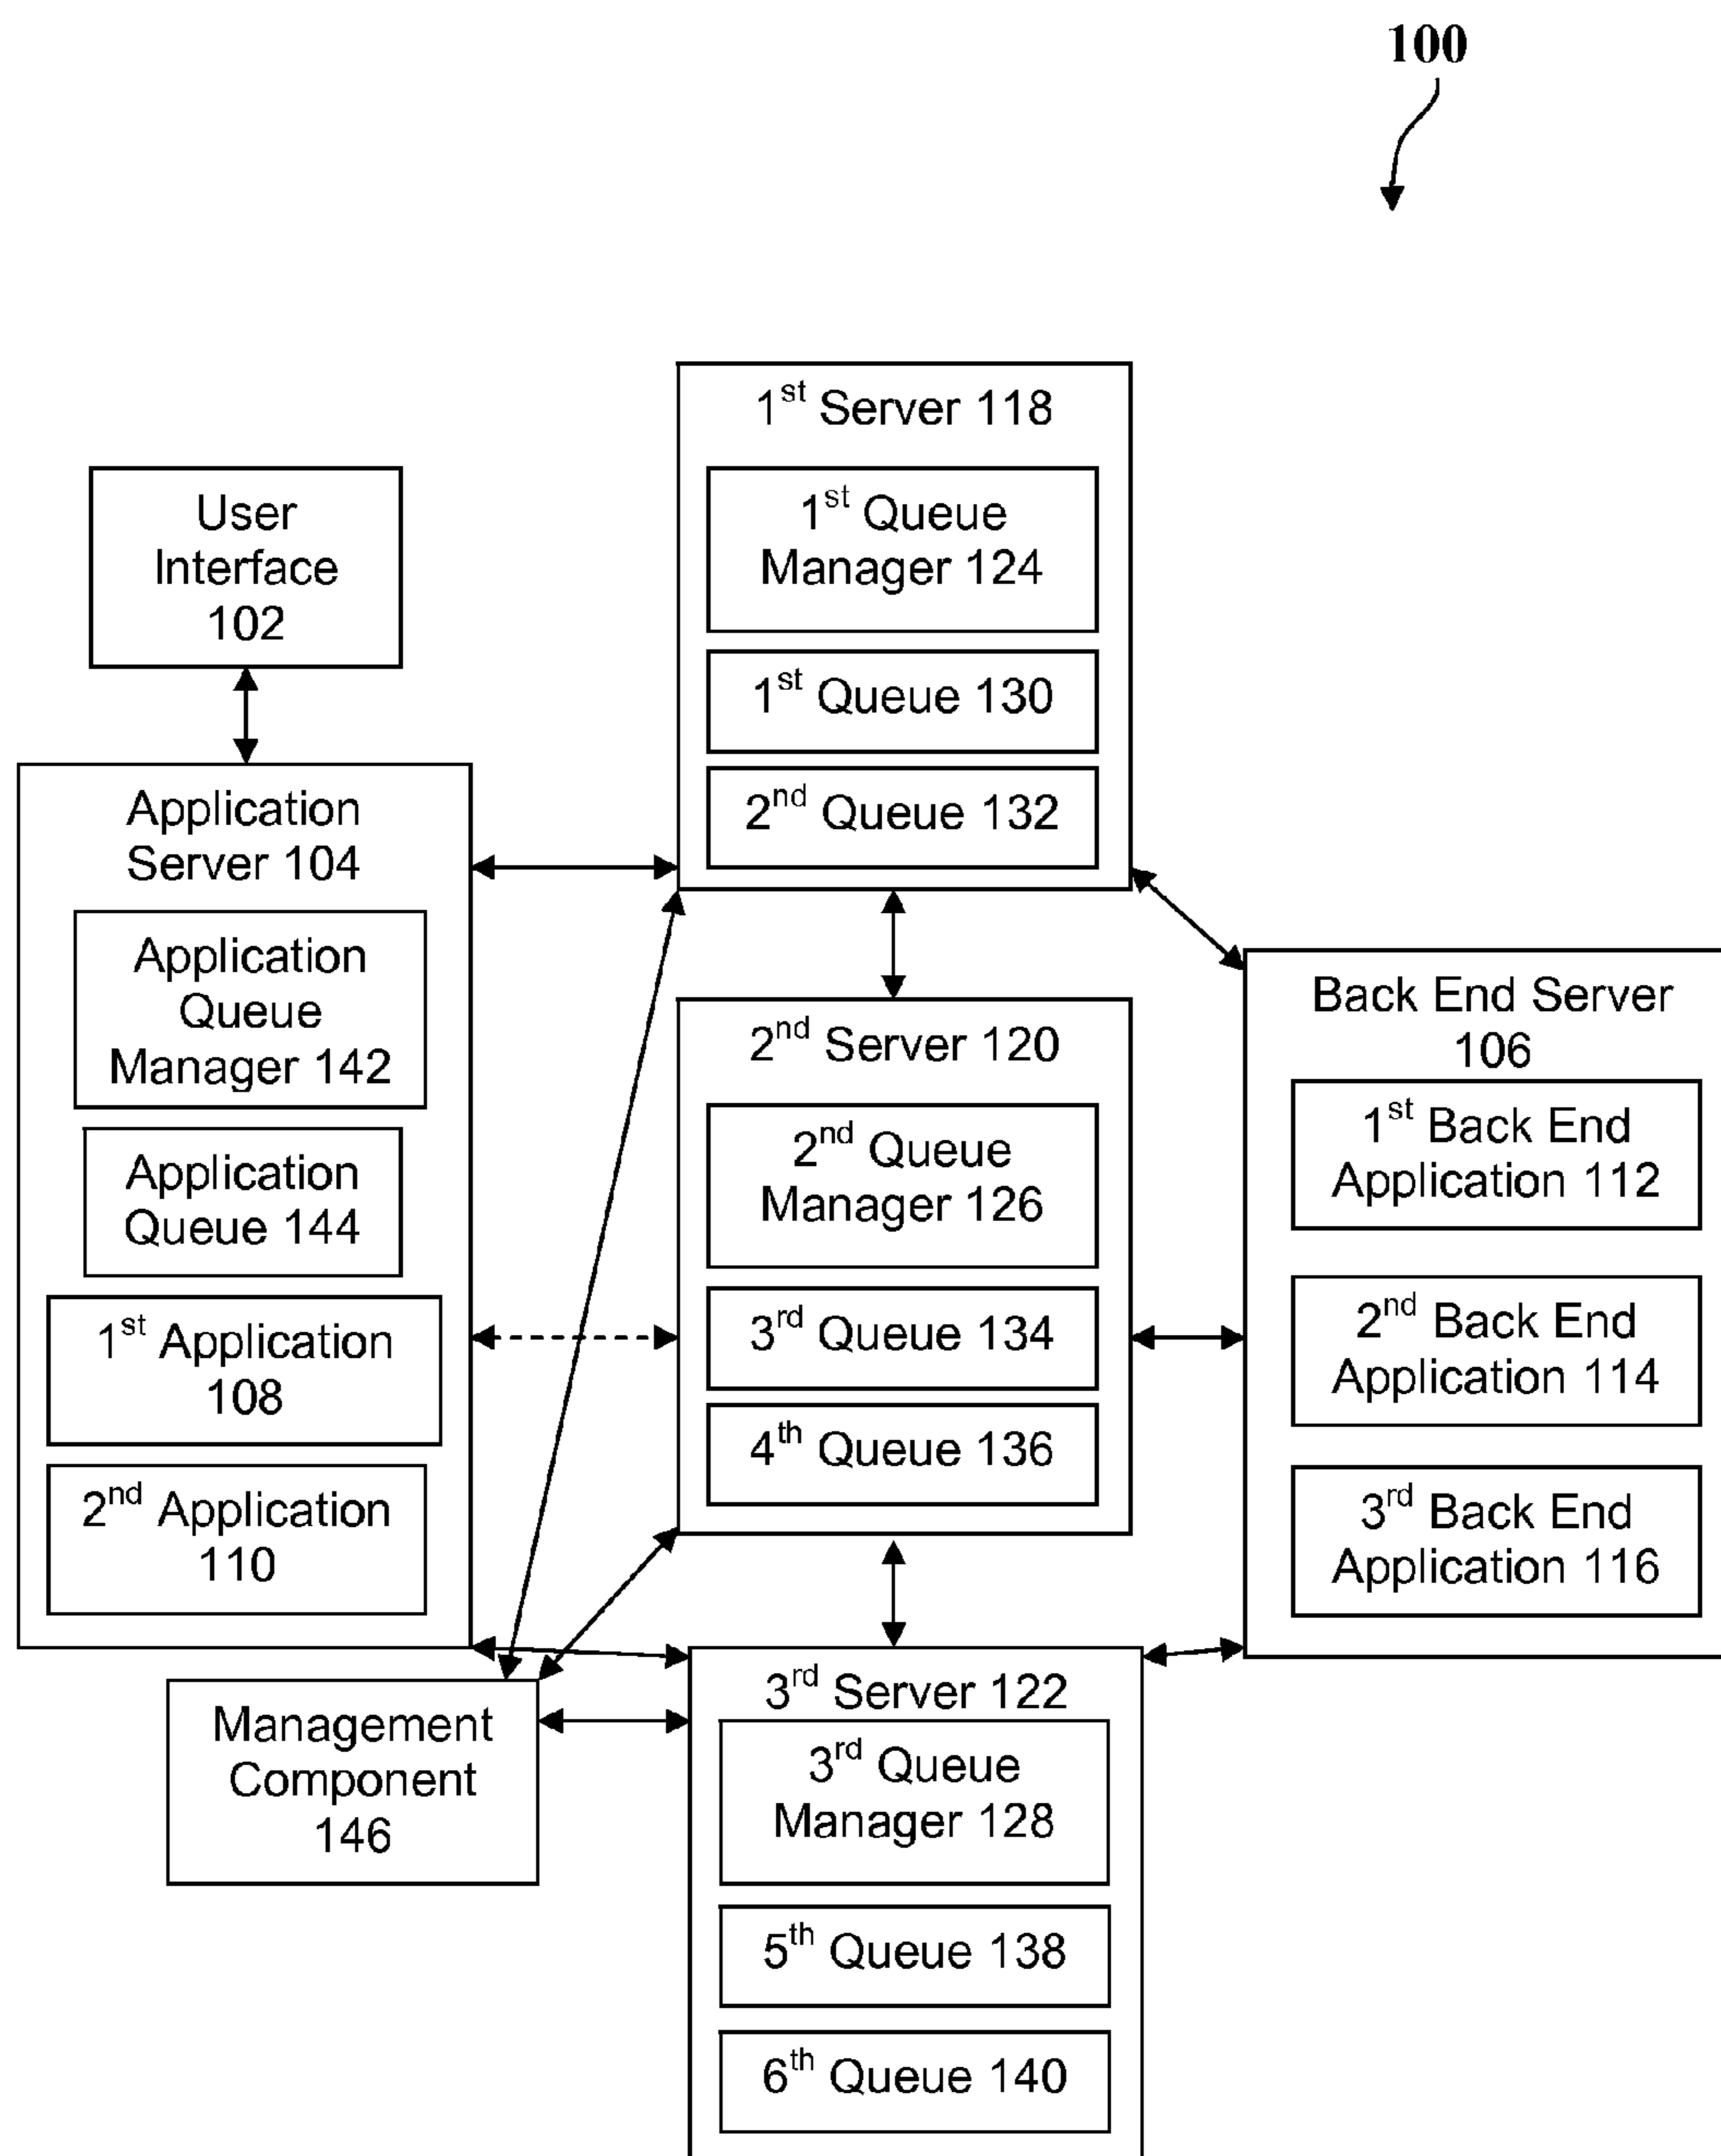 100
1st Server 118
1st Queue
Manager 124
1st Queue 130
2nd Queue 132
User
Interface
102
Application
Server 104
Application
Queue
Manager 142
Application
Queue 144
1st Application
108
2nd Application
110
2nd Server 120
2nd Queue
Manager 126
3rd Queue 134
4th Queue 136
Back End Server
106
1st Back End
Application 112
2nd Back End
Application 114
3rd Back End
Application 116
Management
Component
146
3rd Server 122
3rd Queue
Manager 128
5th Queue 138
6th Queue 140